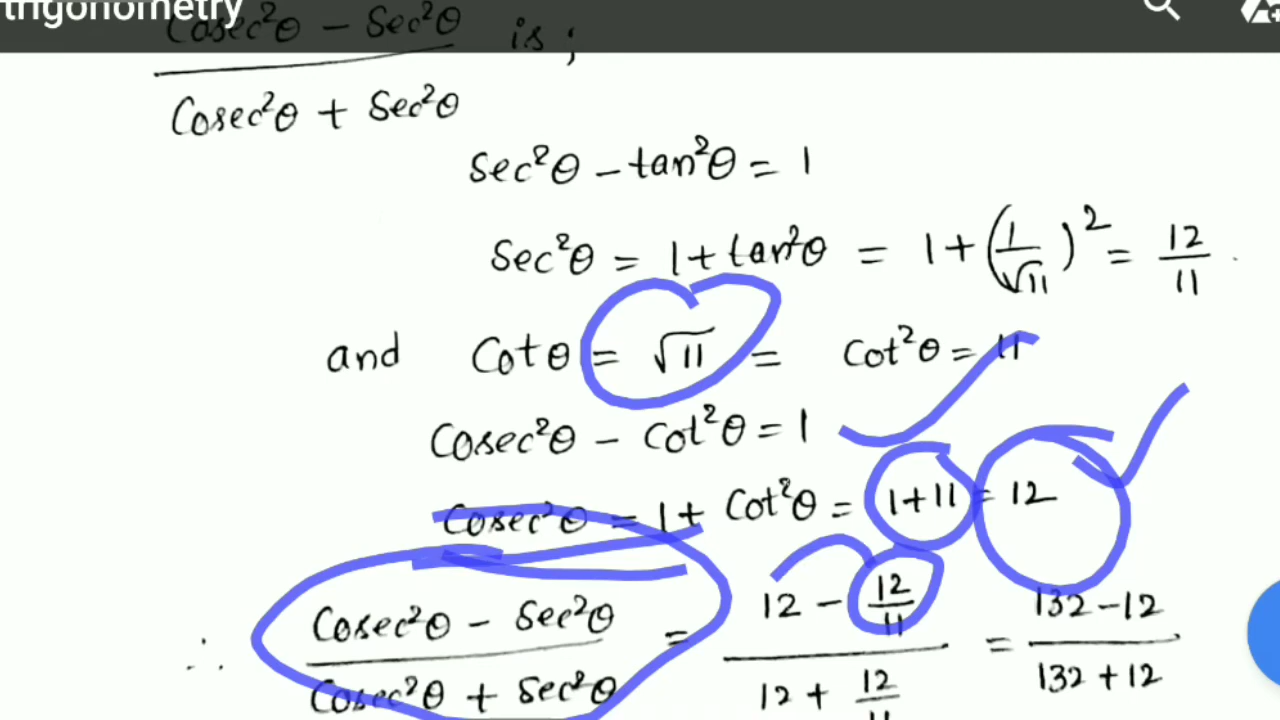 trigonometry
Cosec²θ − Sec²θ is ;
Cosec²θ + Sec²θ
Sec²θ − tan²θ = 1
Sec²θ = 1 + tan²θ = 1 + (1/√11)² = 12/11
and Cotθ = √11 = Cot²θ = 11
Cosec²θ − Cot²θ = 1
Cosec²θ = 1 + Cot²θ = 1+11 = 12
∴ Cosec²θ − Sec²θ / Cosec²θ + Sec²θ = 12 − 12/11 / 12 + 12/11 = 132 − 12 / 132 + 12